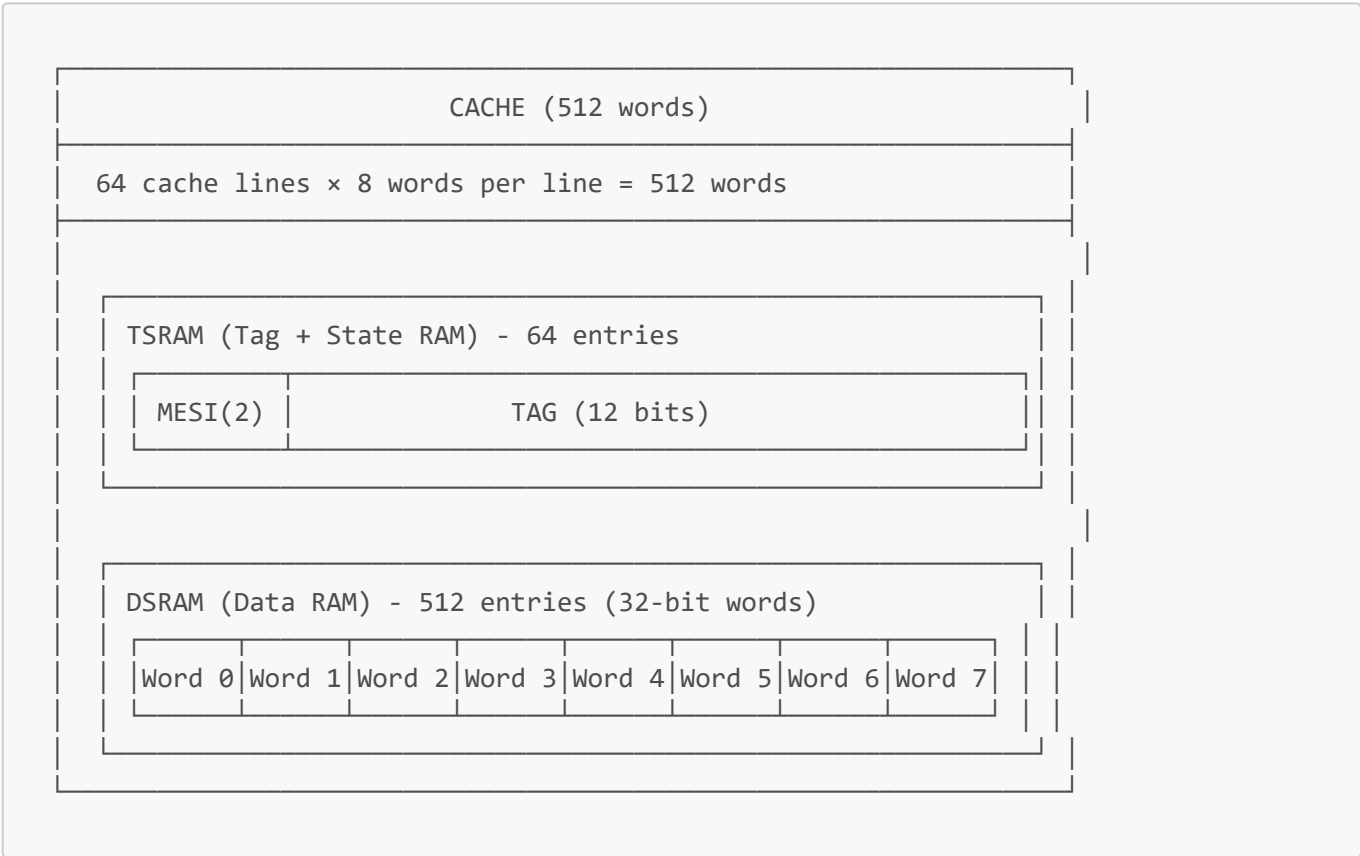 CACHE (512 words)
64 cache lines × 8 words per line = 512 words
TSRAM (Tag + State RAM) - 64 entries
MESI(2) TAG (12 bits)
DSRAM (Data RAM) - 512 entries (32-bit words)
Word 0 Word 1 Word 2 Word 3 Word 4 Word 5 Word 6 Word 7